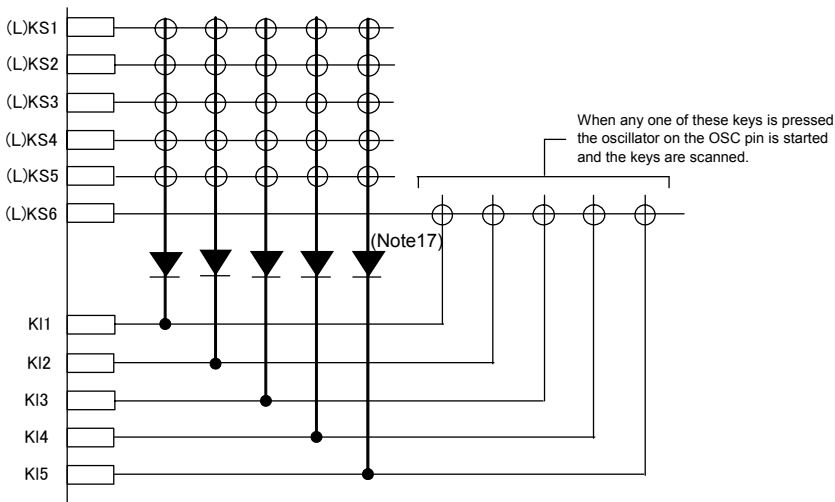 (L)KS1
(L)KS2
(L)KS3
(L)KS4
(L)KS5
(L)KS6
When any one of these keys is pressed
the oscillator on the OSC pin is started
and the keys are scanned.
(Note17)
KI1
KI2
KI3
KI4
KI5